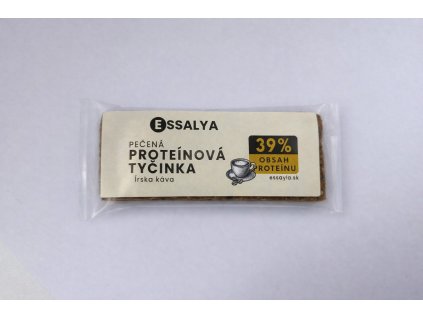 ESSALYA
PEČENÁ
PROTEÍNOVÁ
TYČINKA
Írska káva
39%
OBSAH
PROTEÍNU
essalya.sk